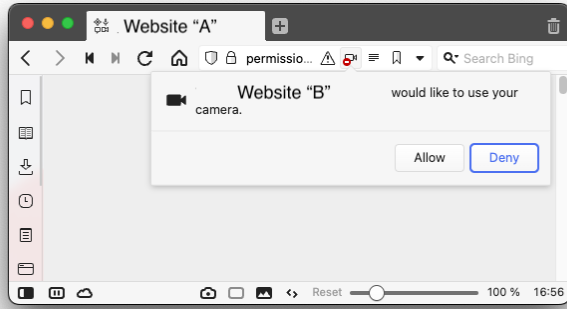 Website “A”
permissio...
Search Bing
Website “B” would like to use your
camera.
Allow
Deny
Reset
100 %
16:56